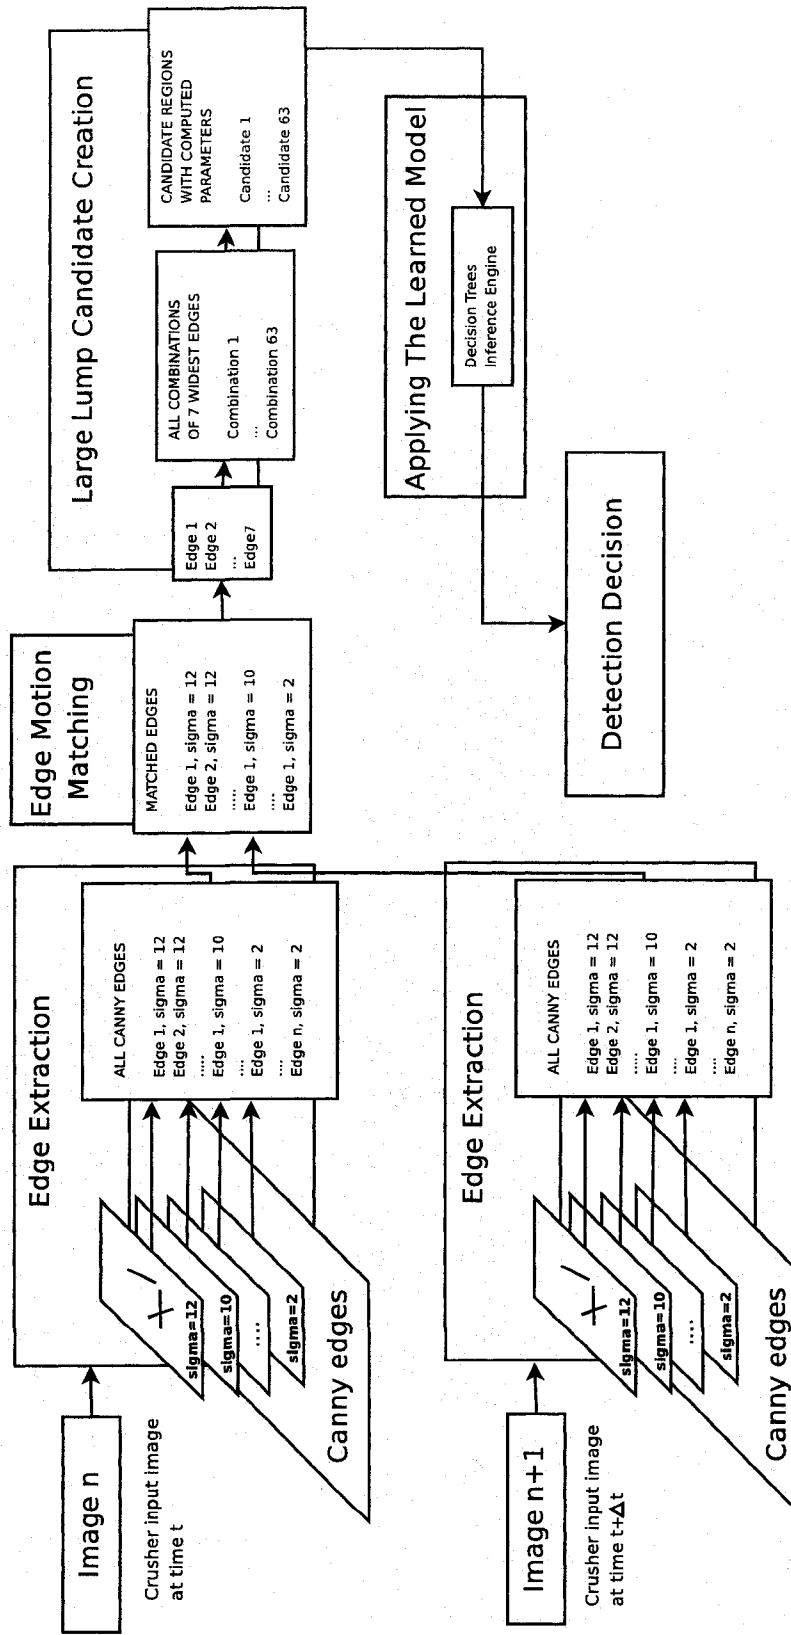 Image n
Crusher input image
at time t
Edge Extraction
sigma=12
sigma=10
....
sigma=2
Canny edges
ALL CANNY EDGES
Edge 1, sigma = 12
Edge 2, sigma = 12
.....
Edge 1, sigma = 10
....
Edge 1, sigma = 2
....
Edge n, sigma = 2
Image n+1
Crusher input image
at time t+Δt
Edge Extraction
sigma=12
sigma=10
....
sigma=2
Canny edges
ALL CANNY EDGES
Edge 1, sigma = 12
Edge 2, sigma = 12
.....
Edge 1, sigma = 10
....
Edge 1, sigma = 2
....
Edge n, sigma = 2
Edge Motion
Matching
MATCHED EDGES
Edge 1, sigma = 12
Edge 2, sigma = 12
.....
Edge 1, sigma = 10
....
Edge 1, sigma = 2
Large Lump Candidate Creation
Edge 1
Edge 2
...
Edge7
ALL COMBINATIONS
OF 7 WIDEST EDGES
Combination 1
...
Combination 63
CANDIDATE REGIONS
WITH COMPUTED
PARAMETERS
Candidate 1
...
Candidate 63
Applying The Learned Model
Decision Trees
Inference Engine
Detection Decision